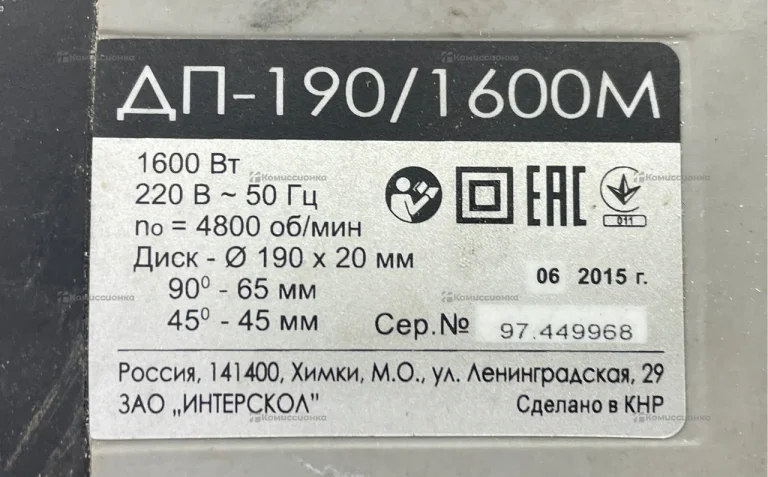 ДП-190/1600М
1600 Вт
220 В ~ 50 Гц
no = 4800 об/мин
Диск - Ø 190 x 20 мм
90⁰ - 65 мм
45⁰ - 45 мм
EAC
011
06 2015 г.
Сер.№ 97.449968
Россия, 141400, Химки, М.О., ул. Ленинградская, 29
ЗАО „ИНТЕРСКОЛ"
Сделано в КНР
Комиссионка